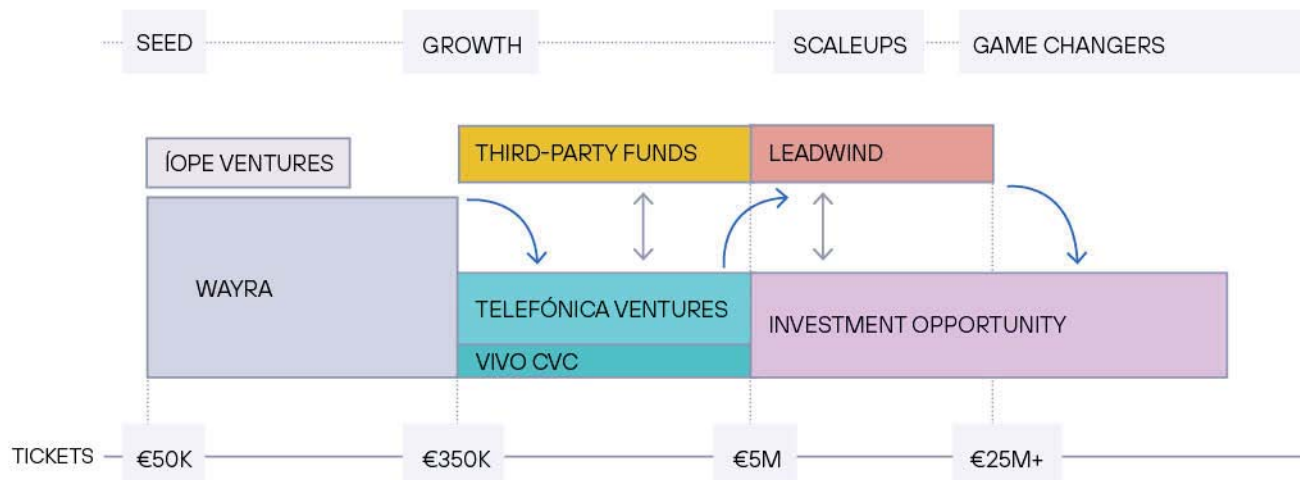 SEED
GROWTH
SCALEUPS
GAME CHANGERS
ÍOPE VENTURES
THIRD-PARTY FUNDS
LEADWIND
WAYRA
TELEFÓNICA VENTURES
INVESTMENT OPPORTUNITY
VIVO CVC
TICKETS
€50K
€350K
€5M
€25M+